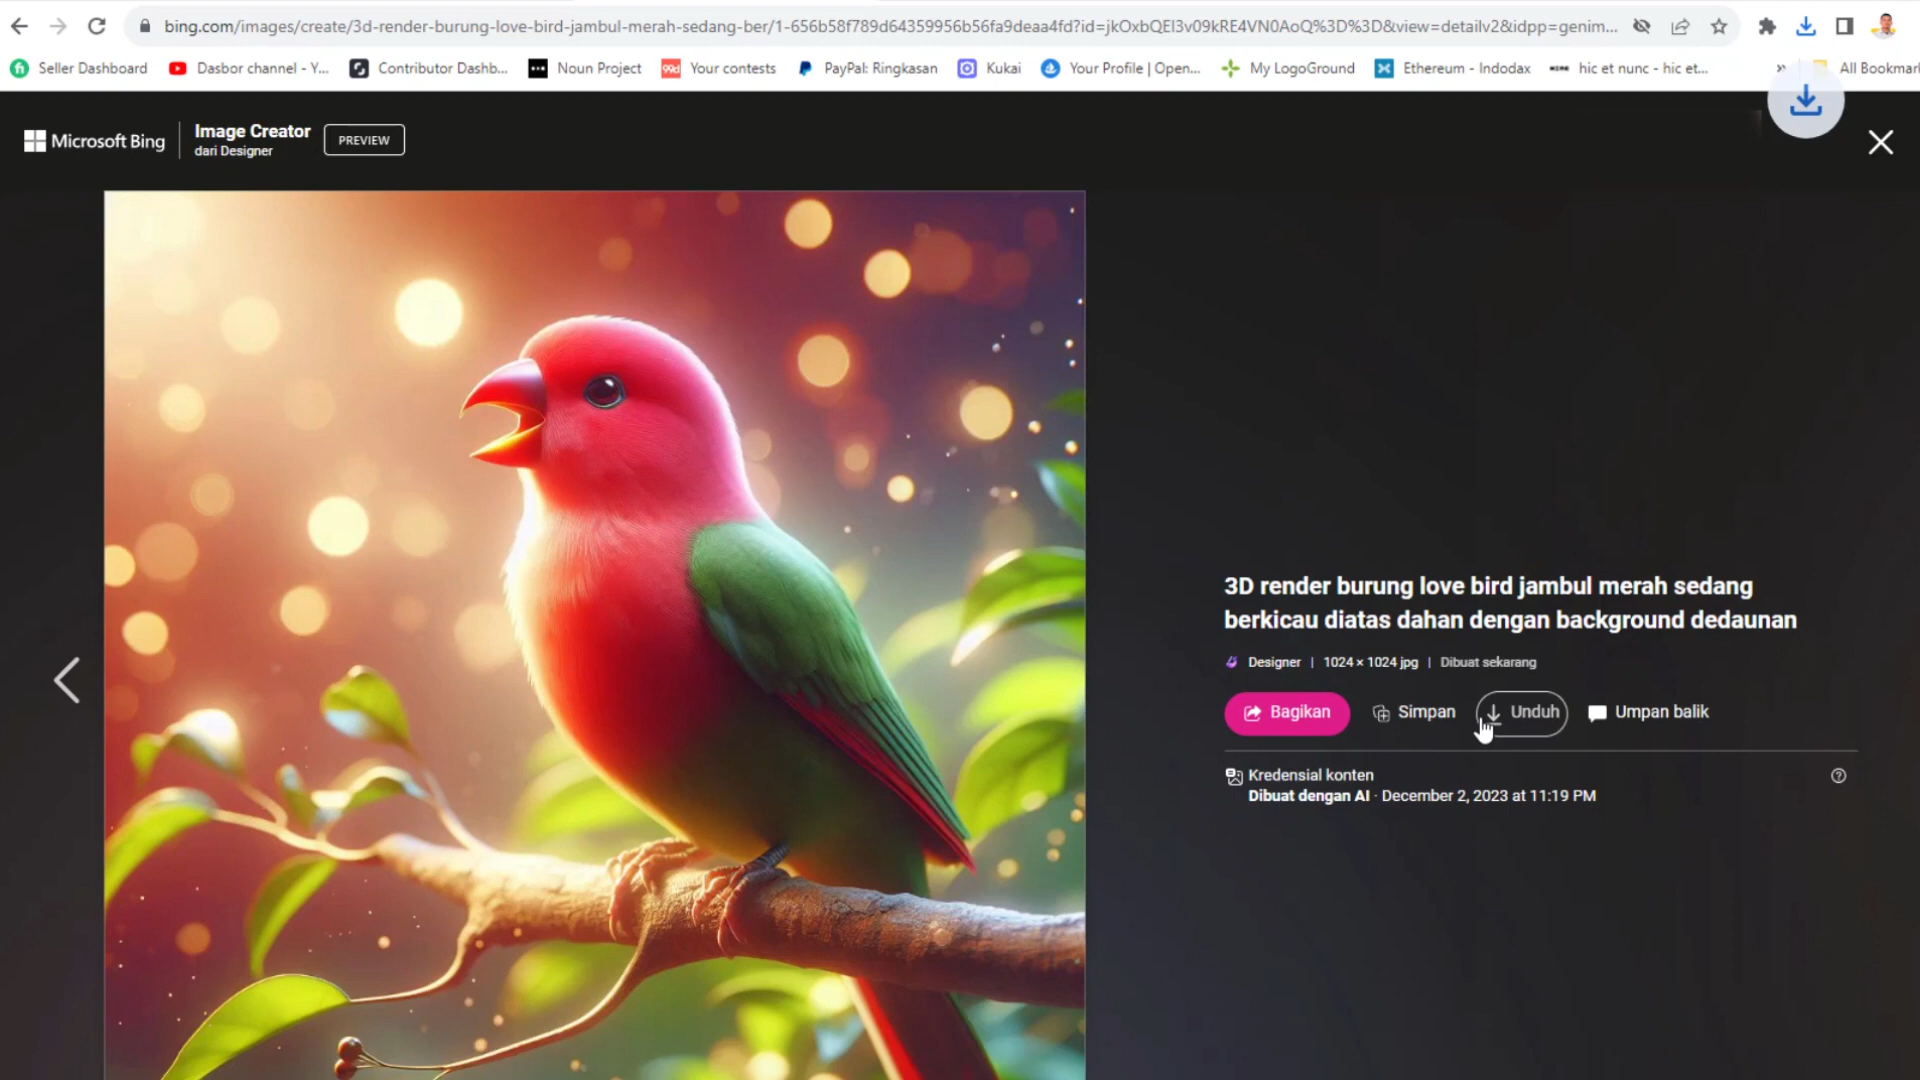 bing.com/images/create/3d-render-burung-love-bird-jambul-merah-sedang-ber/1-656b58f789d64359956b56fa9deaa4fd?id=jkOxbQEI3v09kRE4VN0AoQ%3D%3D&view=detailv2&idpp=genim...
Seller Dashboard
Dasbor channel - Y...
Contributor Dashb...
Noun Project
99d
Your contests
PayPal: Ringkasan
Kukai
Your Profile | Open...
My LogoGround
Ethereum - Indodax
hic et nunc - hic et...
»
All Bookmark
Microsoft Bing
Image Creator
dari Designer
PREVIEW
3D render burung love bird jambul merah sedang
berkicau diatas dahan dengan background dedaunan
Designer | 1024 × 1024 jpg | Dibuat sekarang
Bagikan
Simpan
Unduh
Umpan balik
Kredensial konten
Dibuat dengan AI · December 2, 2023 at 11:19 PM